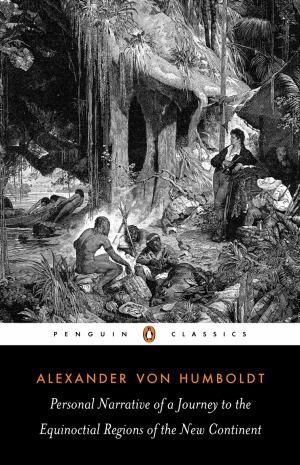 PENGUIN CLASSICS
ALEXANDER VON HUMBOLDT
Personal Narrative of a Journey to the
Equinoctial Regions of the New Continent